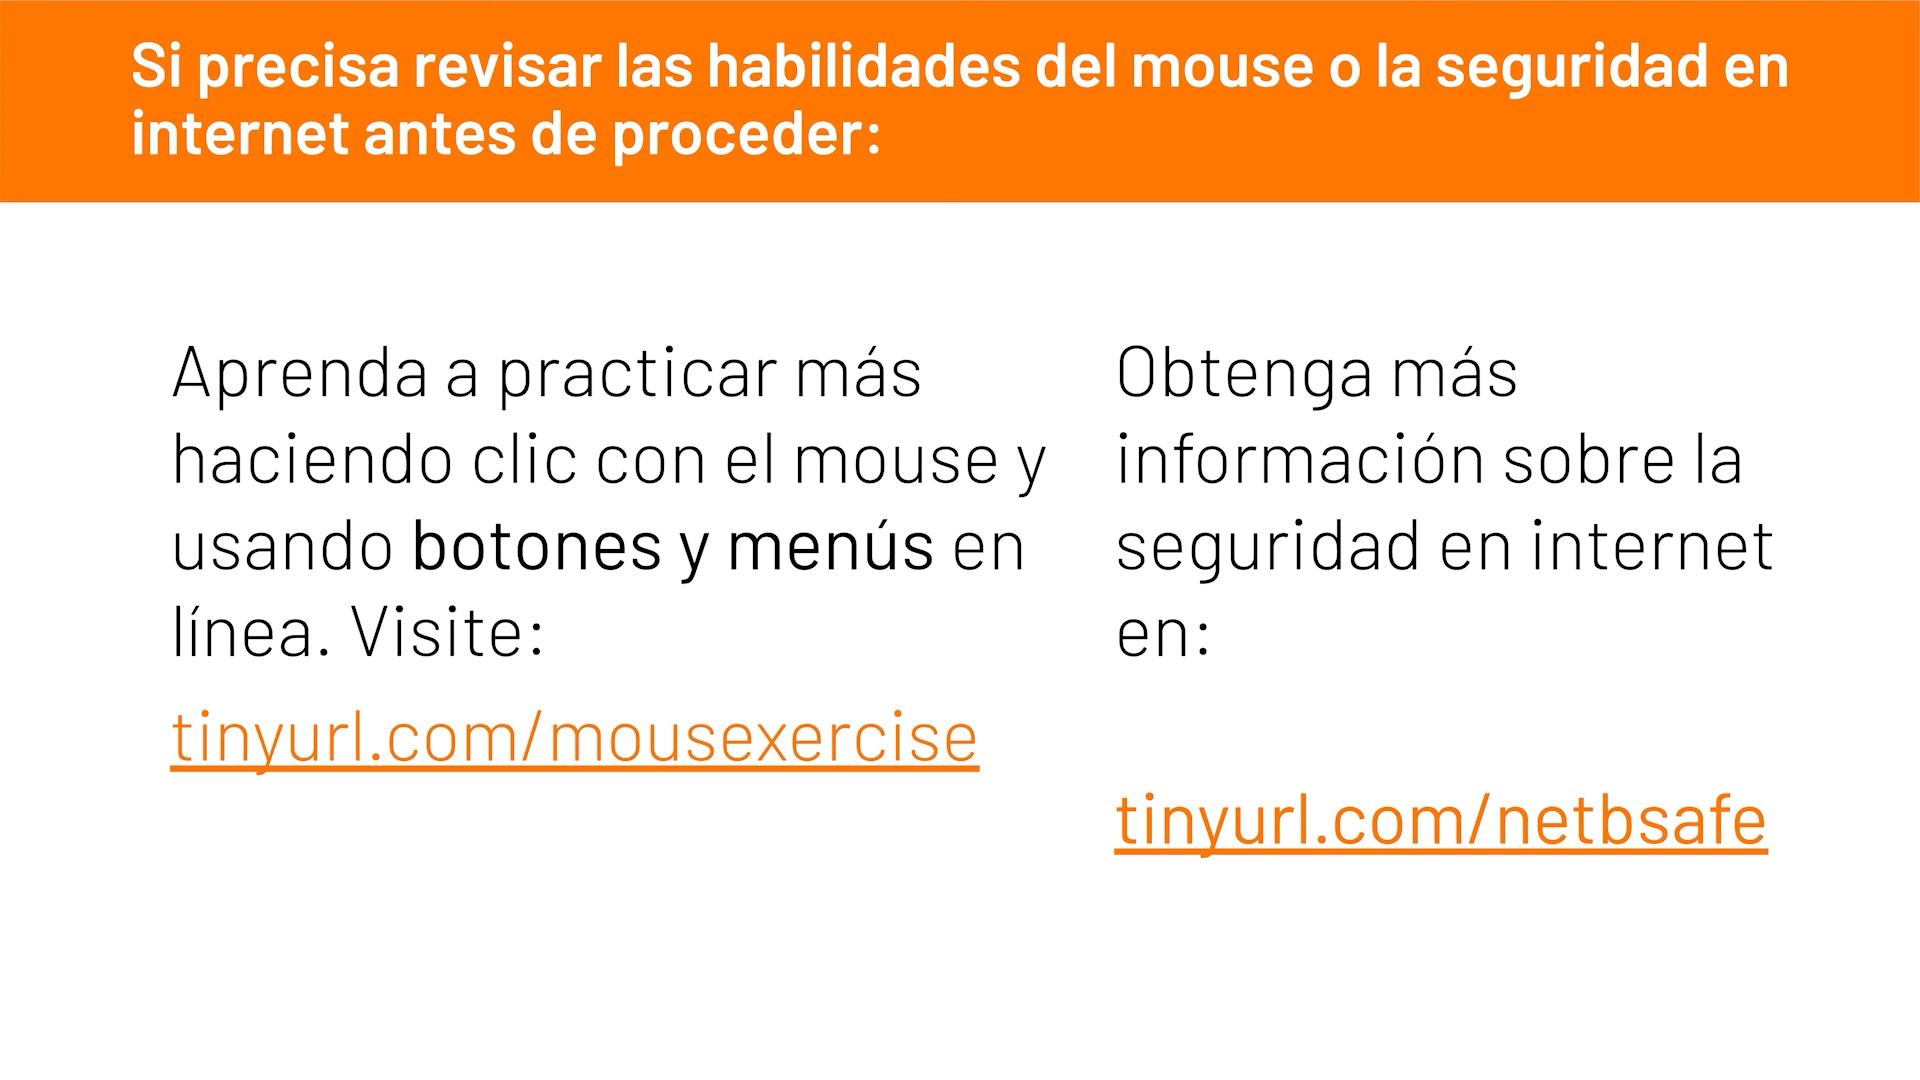 Si precisa revisar las habilidades del mouse o la seguridad en
internet antes de proceder:
Aprenda a practicar más
haciendo clic con el mouse y
usando botones y menús en
línea. Visite:
tinyurl.com/mousexercise
Obtenga más
información sobre la
seguridad en internet
en:
tinyurl.com/netbsafe